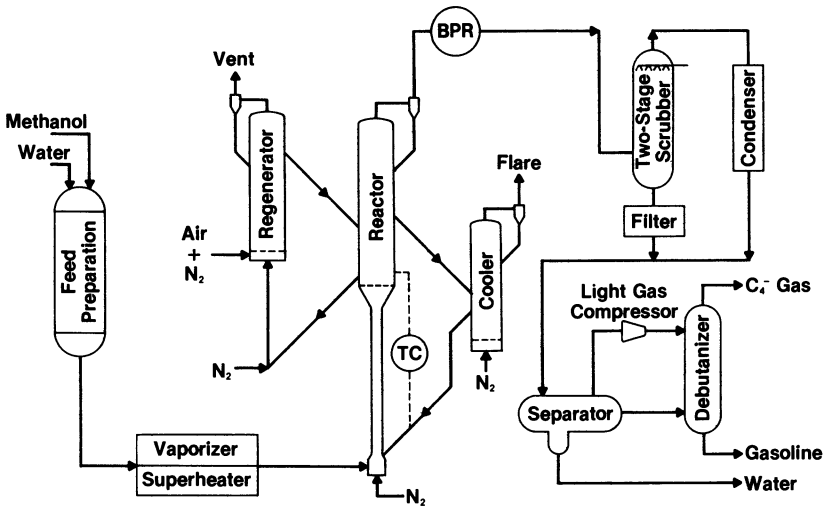 BPR
Vent
Methanol
Water
Regenerator
Reactor
Two-Stage
Scrubber
Condenser
Flare
Filter
Air
+
N₂
Feed
Preparation
Cooler
Light Gas
Compressor
C₄⁻ Gas
TC
N₂
N₂
Debutanizer
Separator
Vaporizer
Superheater
Gasoline
Water
N₂